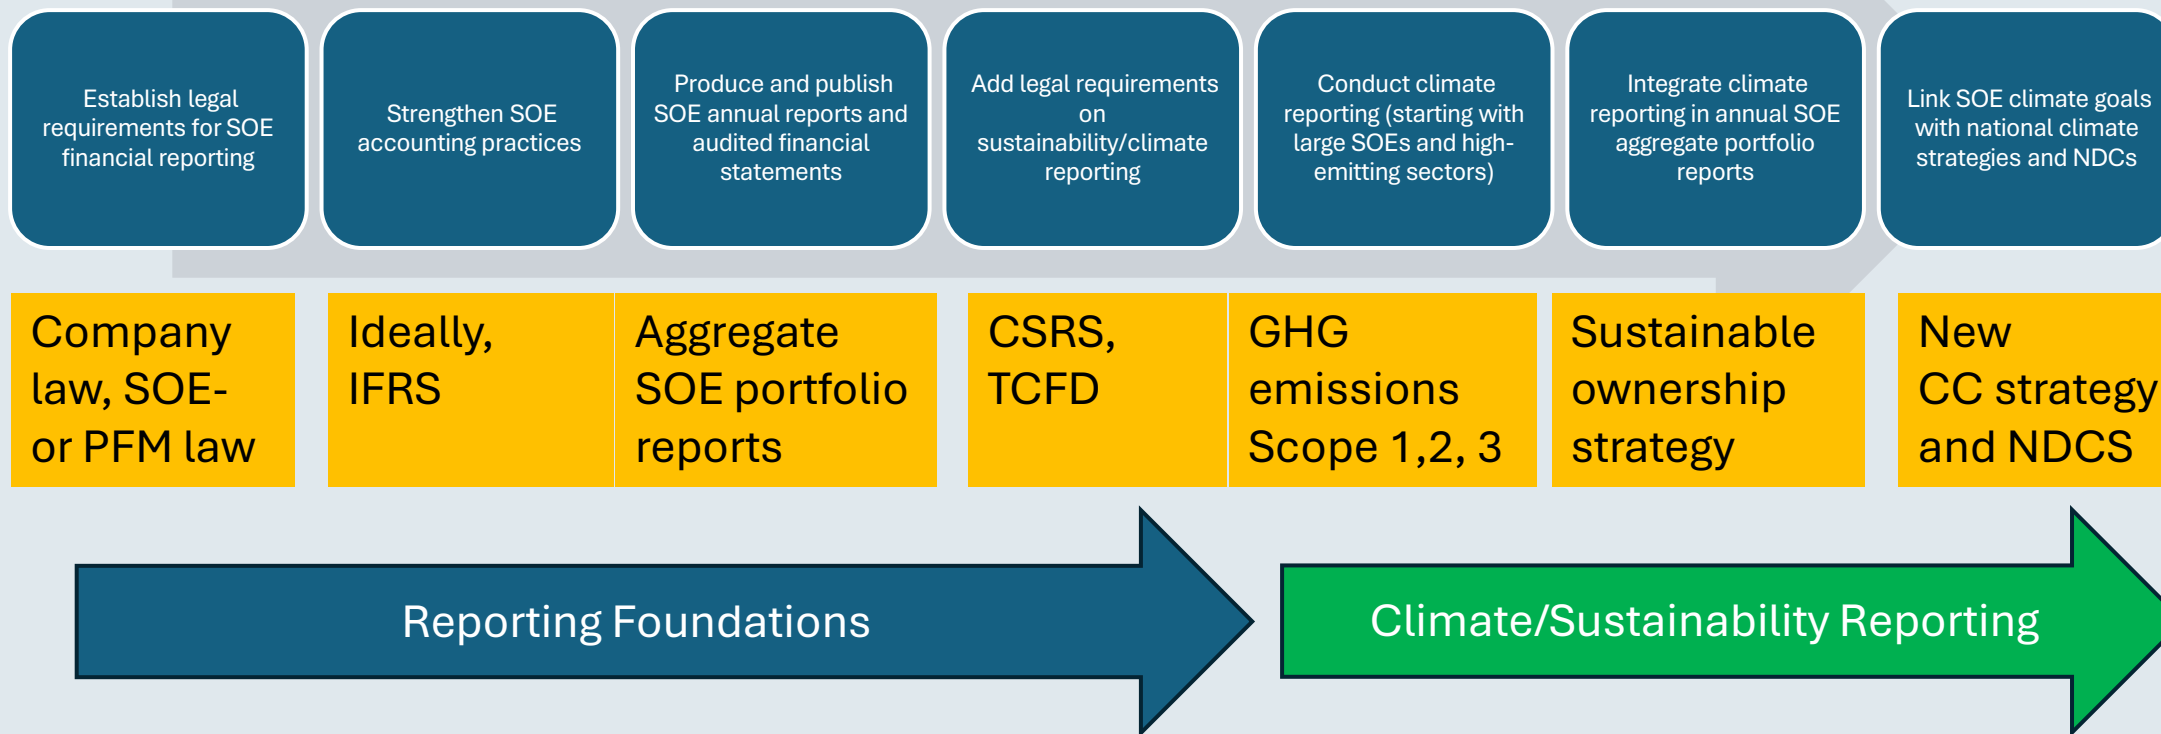 Establish legal
requirements for SOE
financial reporting
Strengthen SOE
accounting practices
Produce and publish
SOE annual reports and
audited financial
statements
Add legal requirements
on
sustainability/climate
reporting
Conduct climate
reporting (starting with
large SOEs and high-
emitting sectors)
Integrate climate
reporting in annual SOE
aggregate portfolio
reports
Link SOE climate goals
with national climate
strategies and NDCs
Company
law, SOE-
or PFM law
Ideally,
IFRS
Aggregate
SOE portfolio
reports
CSRS,
TCFD
GHG
emissions
Scope 1,2, 3
Sustainable
ownership
strategy
New
CC strategy
and NDCS
Reporting Foundations
Climate/Sustainability Reporting